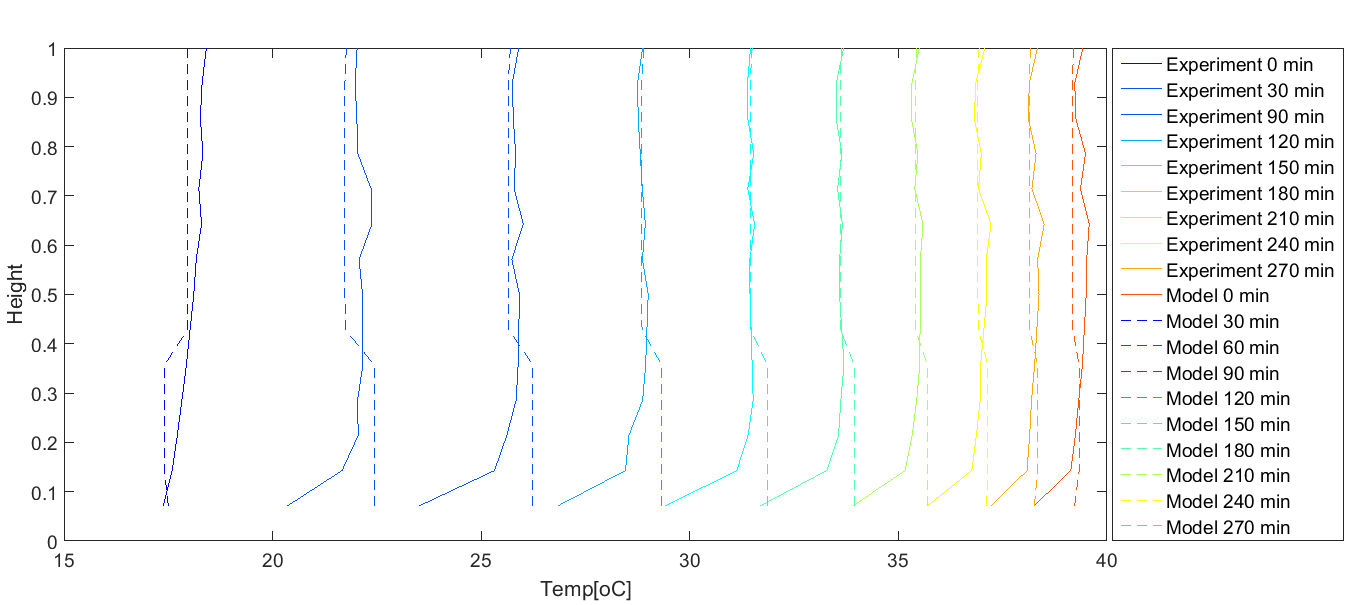 1
0.9
0.8
0.7
0.6
0.5
0.4
0.3
0.2
0.1
0
Height
15
20
25
30
35
40
Temp[oC]
Experiment 0 min
Experiment 30 min
Experiment 90 min
Experiment 120 min
Experiment 150 min
Experiment 180 min
Experiment 210 min
Experiment 240 min
Experiment 270 min
Model 0 min
Model 30 min
Model 60 min
Model 90 min
Model 120 min
Model 150 min
Model 180 min
Model 210 min
Model 240 min
Model 270 min